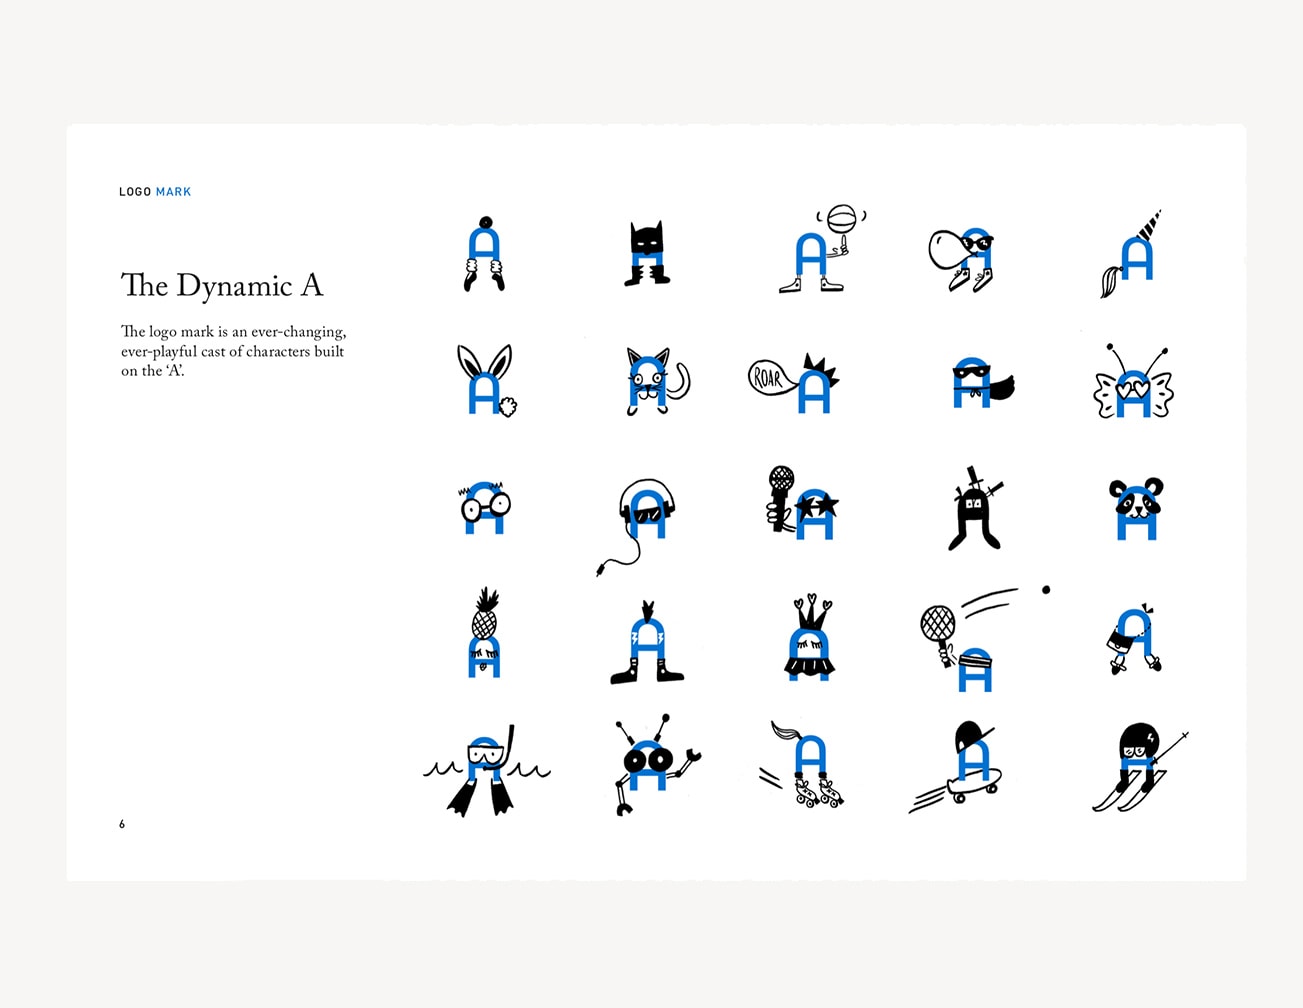 LOGO MARK
The Dynamic A
The logo mark is an ever-changing,
ever-playful cast of characters built
on the ‘A’.
ROAR
6